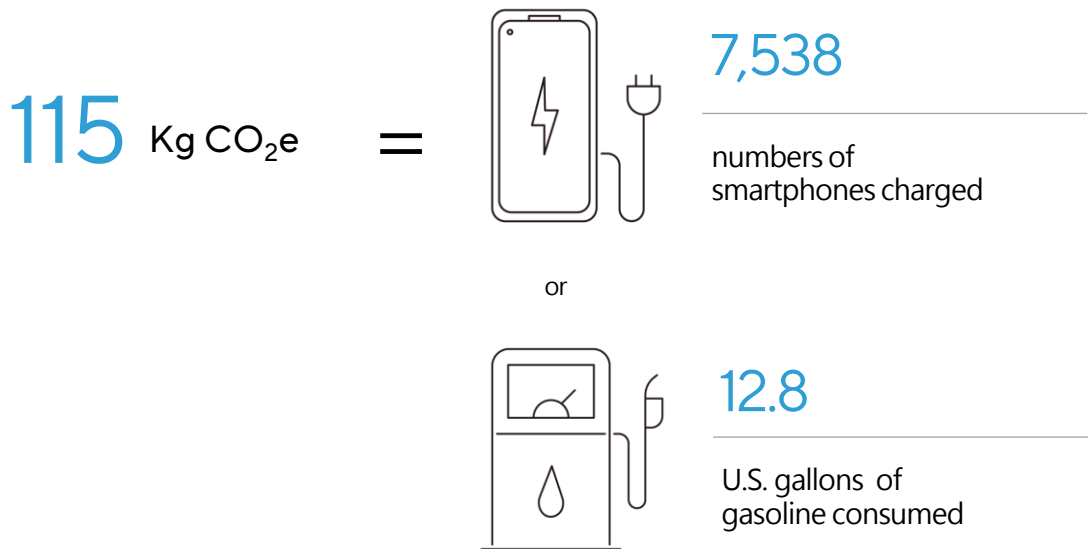 115 Kg CO₂e =
7,538
numbers of
smartphones charged
or
12.8
U.S. gallons of
gasoline consumed